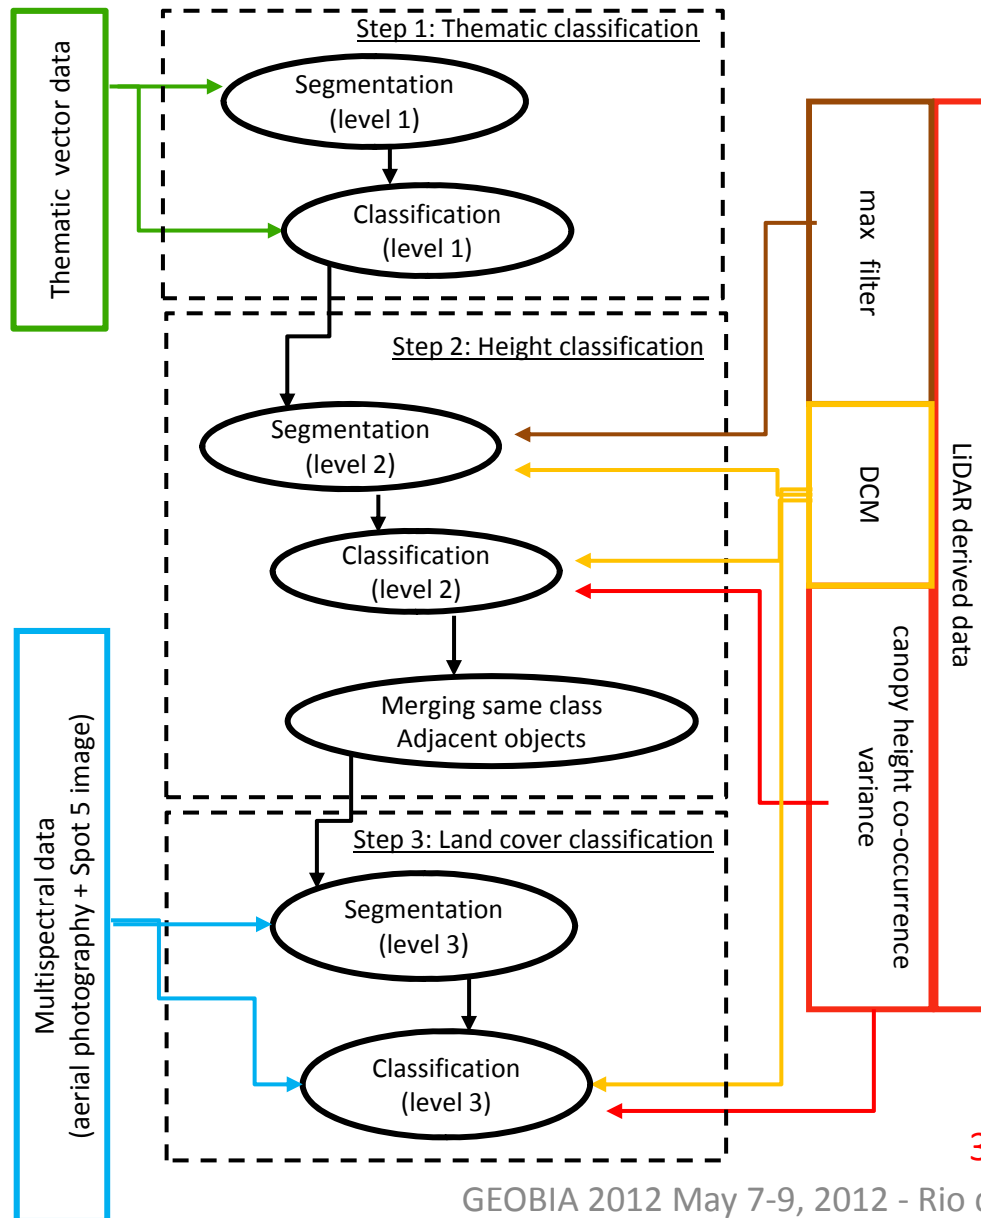 Thematic vector data
Step 1: Thematic classification
Segmentation
(level 1)
Classification
(level 1)
Step 2: Height classification
Segmentation
(level 2)
Classification
(level 2)
Merging same class
Adjacent objects
Step 3: Land cover classification
Segmentation
(level 3)
Classification
(level 3)
Multispectral data
(aerial photography + Spot 5 image)
max filter
DCM
canopy height co-occurrence
variance
LiDAR derived data
3
GEOBIA 2012 May 7-9, 2012 - Rio